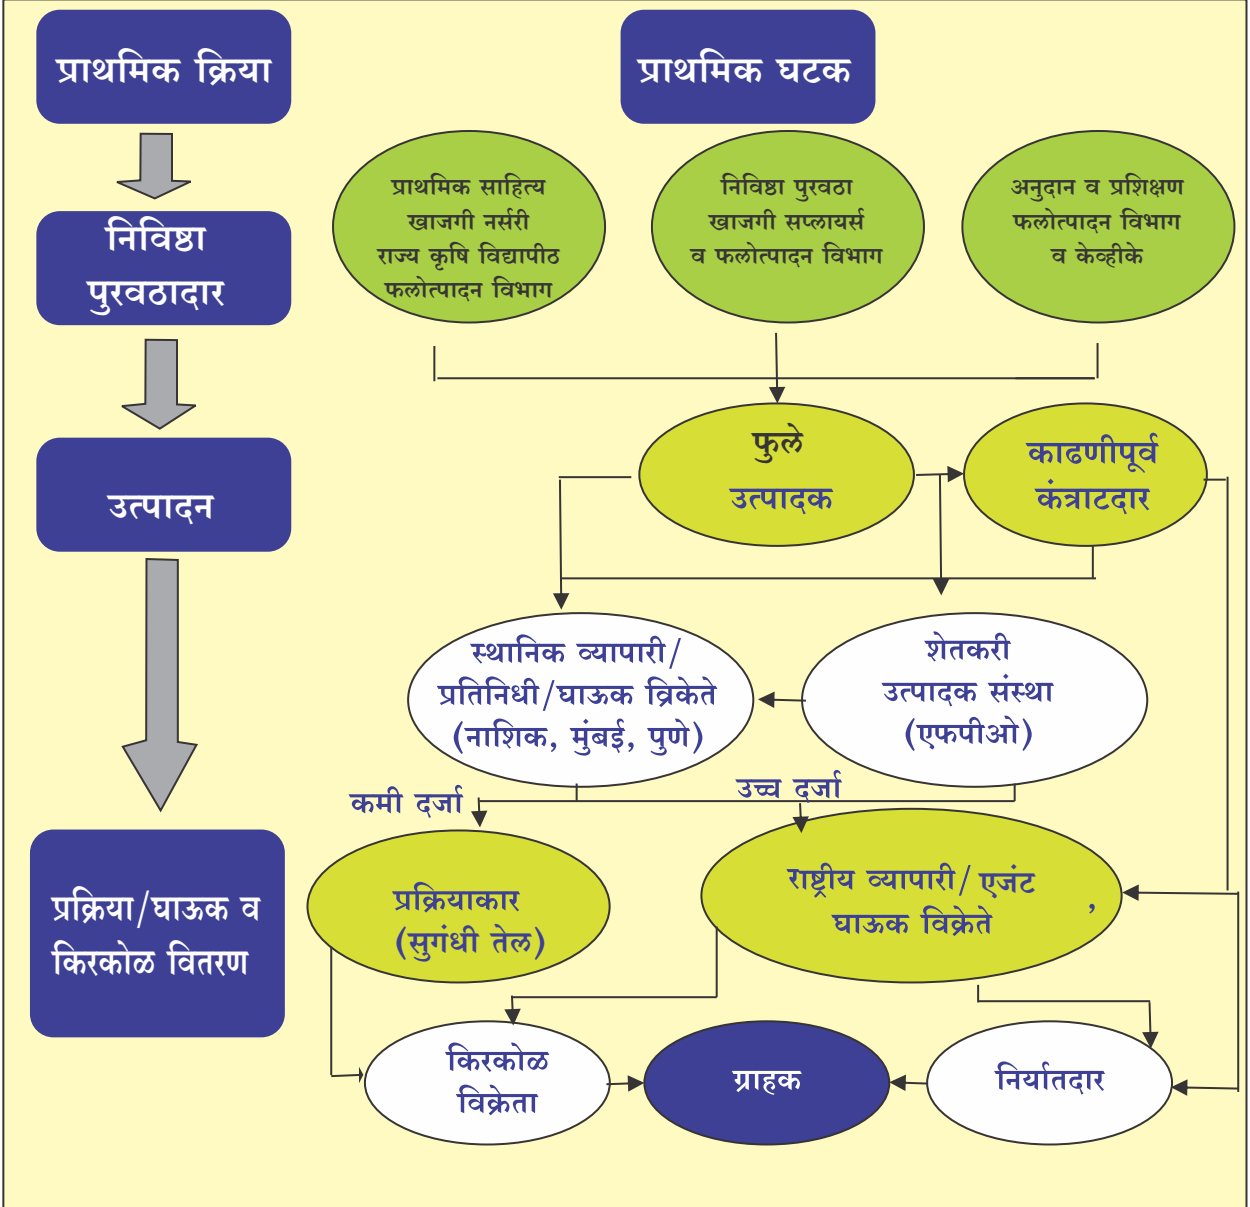 प्राथमिक क्रिया
प्राथमिक घटक
प्राथमिक साहित्य
खाजगी नर्सरी
राज्य कृषि विद्यापीठ
फलोत्पादन विभाग
निविष्ठा पुरवठा
खाजगी सप्लायर्स
व फलोत्पादन विभाग
अनुदान व प्रशिक्षण
फलोत्पादन विभाग
व केव्हीके
निविष्ठा
पुरवठादार
फुले
उत्पादक
काढणीपूर्व
कंत्राटदार
उत्पादन
स्थानिक व्यापारी/
प्रतिनिधी/घाऊक व्रिकेते
(नाशिक, मुंबई, पुणे)
शेतकरी
उत्पादक संस्था
(एफपीओ)
कमी दर्जा
उच्च दर्जा
प्रक्रिया/घाऊक व
किरकोळ वितरण
प्रक्रियाकार
(सुगंधी तेल)
राष्ट्रीय व्यापारी/ एजंट
घाऊक विक्रेते ,
किरकोळ
विक्रेता
ग्राहक
निर्यातदार